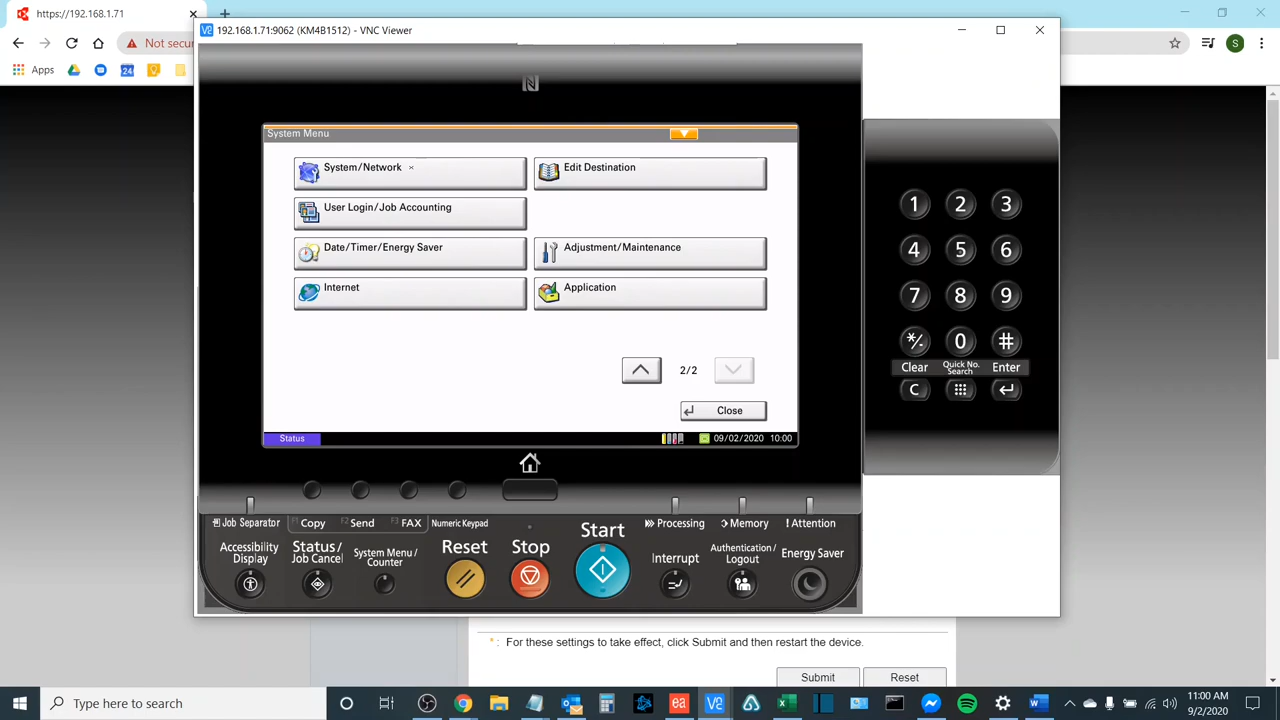 https://192.168.1.71
192.168.1.71:9062 (KM4B1512) - VNC Viewer
Not secu
S
Apps
System Menu
System/Network
Edit Destination
User Login/Job Accounting
Date/Timer/Energy Saver
Adjustment/Maintenance
Internet
Application
2/2
Close
Status
09/02/2020 10:00
1 2 3
4 5 6
7 8 9
*/. 0 #
Clear
Quick No. Search
Enter
C
Job Separator
F1 Copy
F2 Send
F3 FAX
Numeric Keypad
Processing
Memory
Attention
Accessibility Display
Status/ Job Cancel
System Menu / Counter
Reset
Stop
Start
Interrupt
Authentication/ Logout
Energy Saver
* : For these settings to take effect, click Submit and then restart the device.
Submit
Reset
Type here to search
ea
11:00 AM
9/2/2020